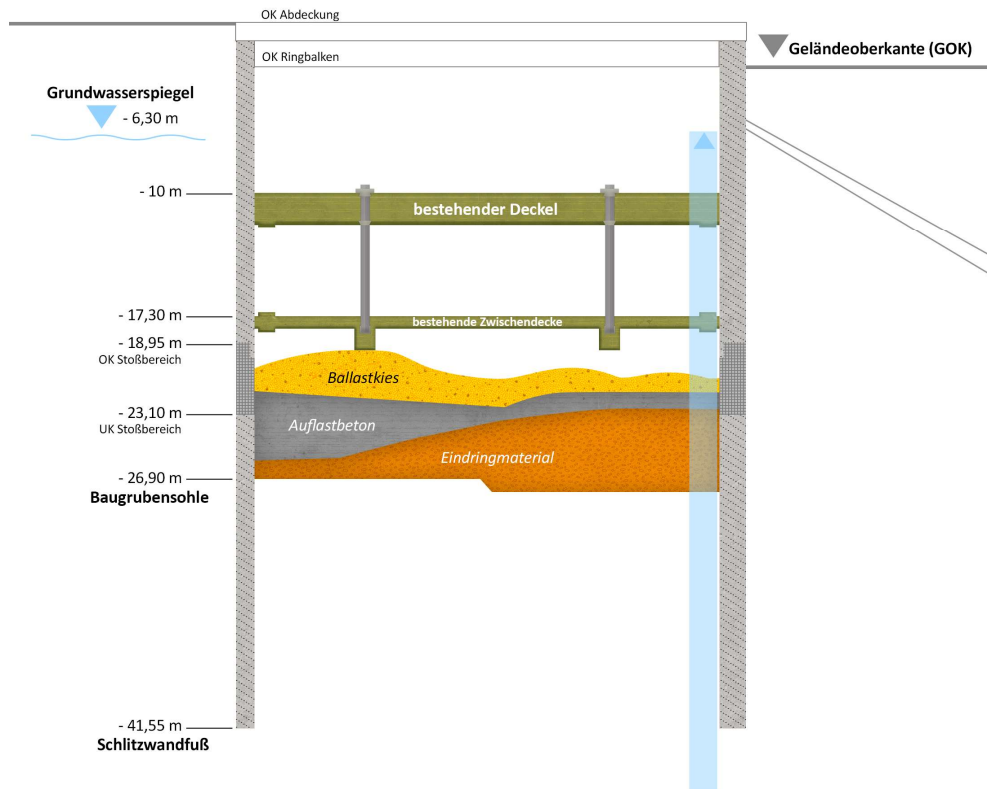 OK Abdeckung
OK Ringbalken
Geländeoberkante (GOK)
Grundwasserspiegel
- 6,30 m
- 10 m
bestehender Deckel
- 17,30 m
bestehende Zwischendecke
- 18,95 m
OK Stoßbereich
Ballastkies
- 23,10 m
UK Stoßbereich
Auflastbeton
Eindringmaterial
- 26,90 m
Baugrubensohle
- 41,55 m
Schlitzwandfuß